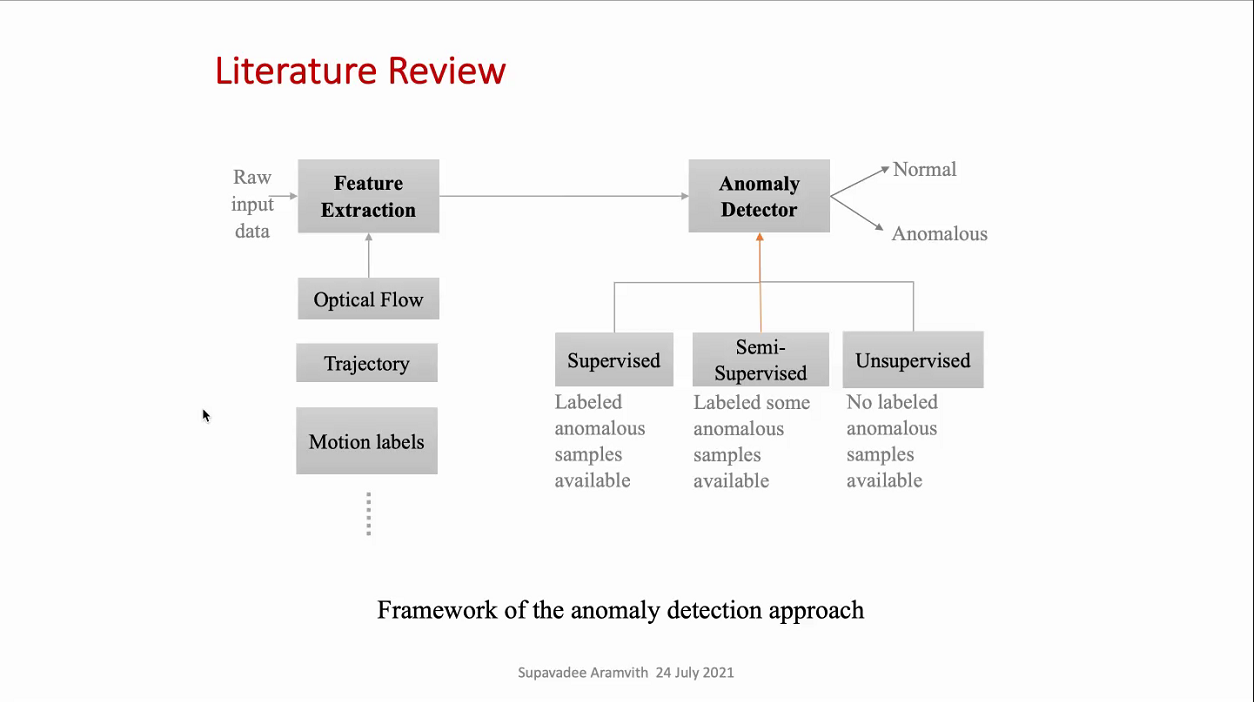 Literature Review
Raw
input
data
Feature
Extraction
Anomaly
Detector
Normal
Anomalous
Optical Flow
Trajectory
Motion labels
Supervised
Labeled
anomalous
samples
available
Semi-
Supervised
Labeled some
anomalous
samples
available
Unsupervised
No labeled
anomalous
samples
available
Framework of the anomaly detection approach
Supavadee Aramvith 24 July 2021